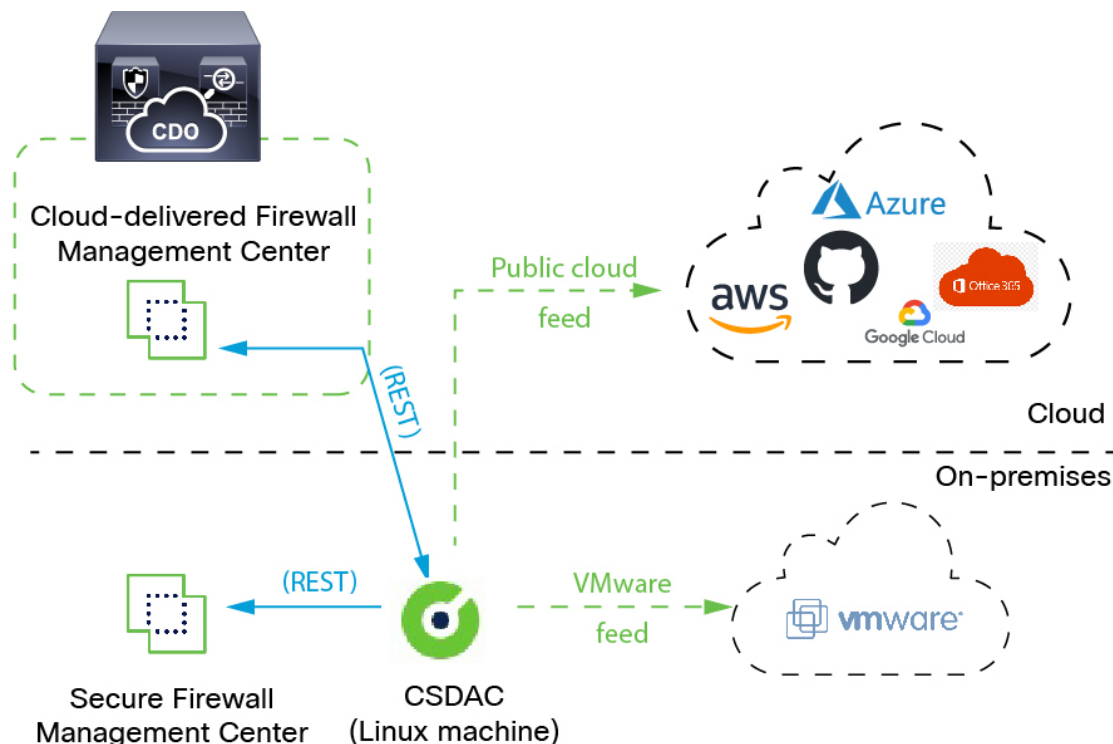 CDO
Cloud-delivered Firewall
Management Center
Public cloud
feed
Azure
aws
Office 365
Google Cloud
(REST)
Cloud
On-premises
(REST)
VMware
feed
vmware®
Secure Firewall
Management Center
CSDAC
(Linux machine)